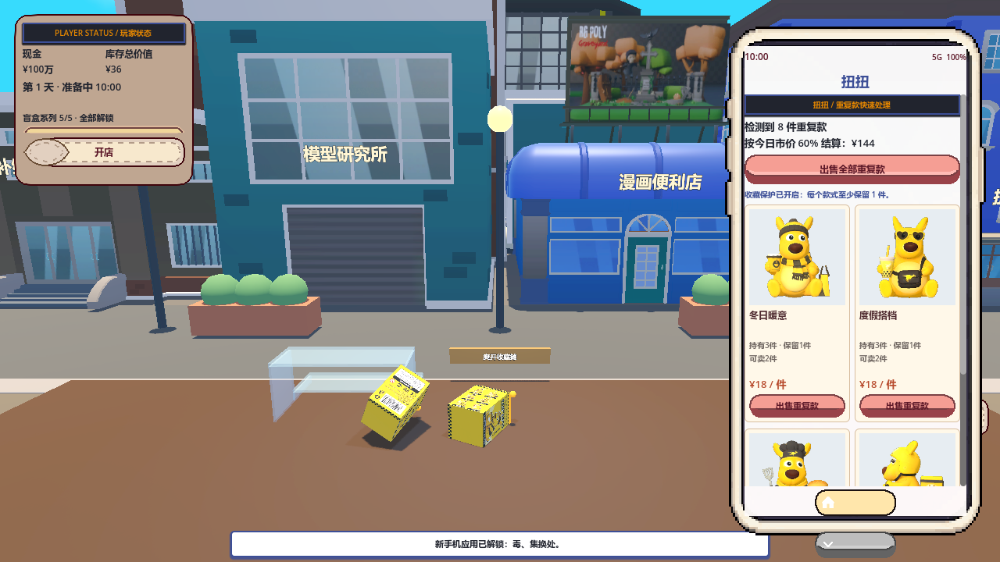 PLAYER STATUS / 玩家状态
现金
库存总价值
¥100万
¥36
第 1 天 · 准备中 10:00
盲盒系列 5/5 · 全部解锁
开店
模型研究所
漫画便利店
RG POLY
Graveyard
10:00
5G 100%
扭扭
扭扭 / 重复款快速处理
检测到 8 件重复款
按今日市价 60% 结算：¥144
出售全部重复款
收藏保护已开启：每个款式至少保留 1 件。
冬日暖意
持有3件 · 保留1件
可卖2件
¥18 / 件
出售重复款
度假搭档
持有3件 · 保留1件
可卖2件
¥18 / 件
出售重复款
新手机应用已解锁：毒、集换处。